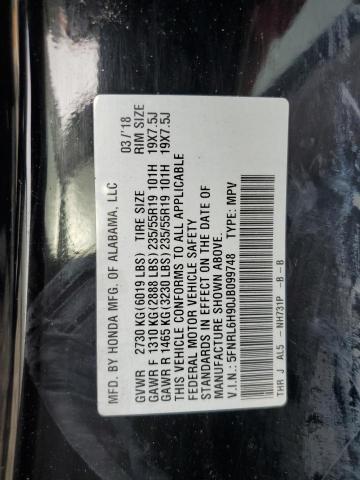 MFD. BY HONDA MFG. OF ALABAMA, LLC 03/'18
GVWR 2730 KG(6019 LBS) TIRE SIZE RIM SIZE
GAWR F 1310 KG(2888 LBS) 235/55R19 101H 19X7.5J
GAWR R 1465 KG(3230 LBS) 235/55R19 101H 19X7.5J
THIS VEHICLE CONFORMS TO ALL APPLICABLE
FEDERAL MOTOR VEHICLE SAFETY
STANDARDS IN EFFECT ON THE DATE OF
MANUFACTURE SHOWN ABOVE.
V.I.N.: 5FNRL6H90JB099748 TYPE: MPV
THR J AL5 - NH731P -B -B